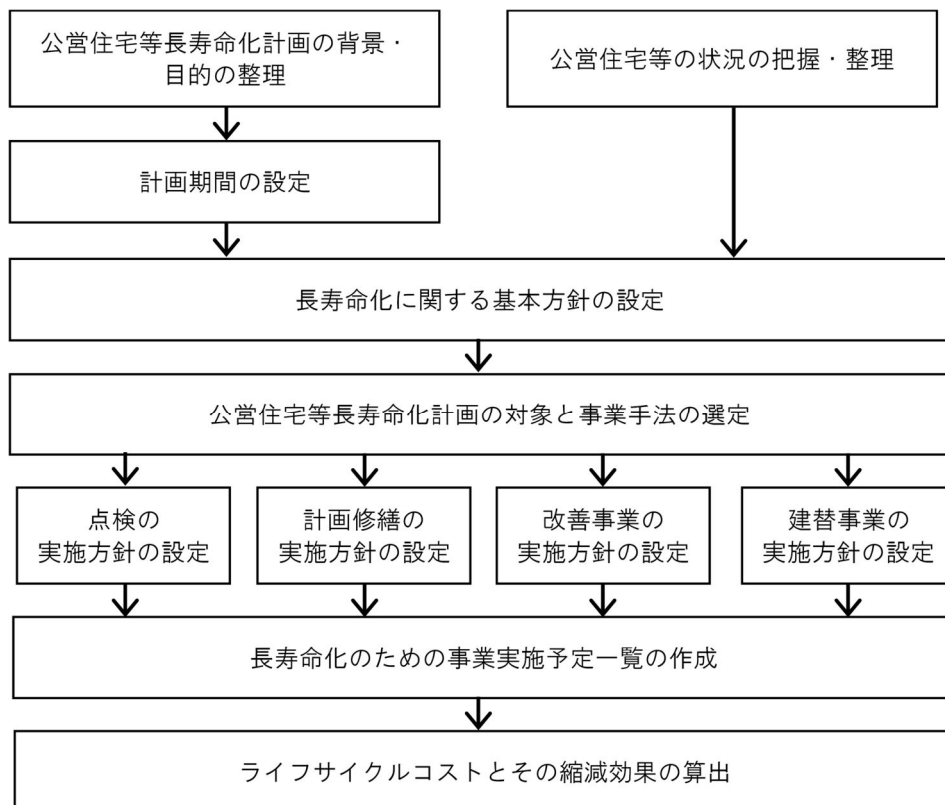 公営住宅等長寿命化計画の背景・
目的の整理
公営住宅等の状況の把握・整理
計画期間の設定
長寿命化に関する基本方針の設定
公営住宅等長寿命化計画の対象と事業手法の選定
点検の
実施方針の設定
計画修繕の
実施方針の設定
改善事業の
実施方針の設定
建替事業の
実施方針の設定
長寿命化のための事業実施予定一覧の作成
ライフサイクルコストとその縮減効果の算出